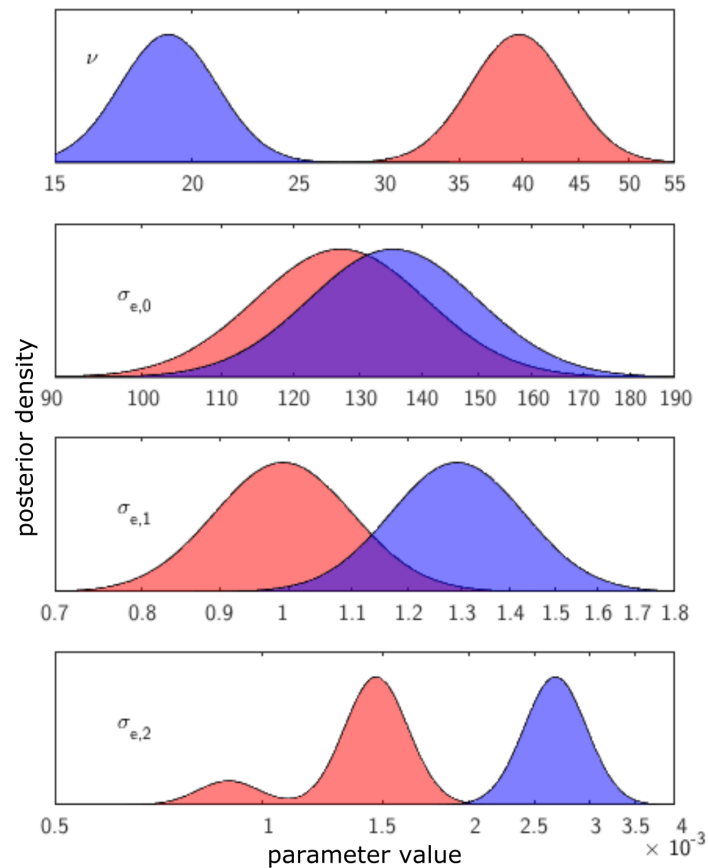 ν
15 20 25 30 35 40 45 50 55
σe,0
90 100 110 120 130 140 150 160 170 180 190
σe,1
0.7 0.8 0.9 1 1.1 1.2 1.3 1.4 1.5 1.6 1.7 1.8
σe,2
0.5 1 1.5 2 2.5 3 3.5 4
× 10-3
parameter value
posterior density